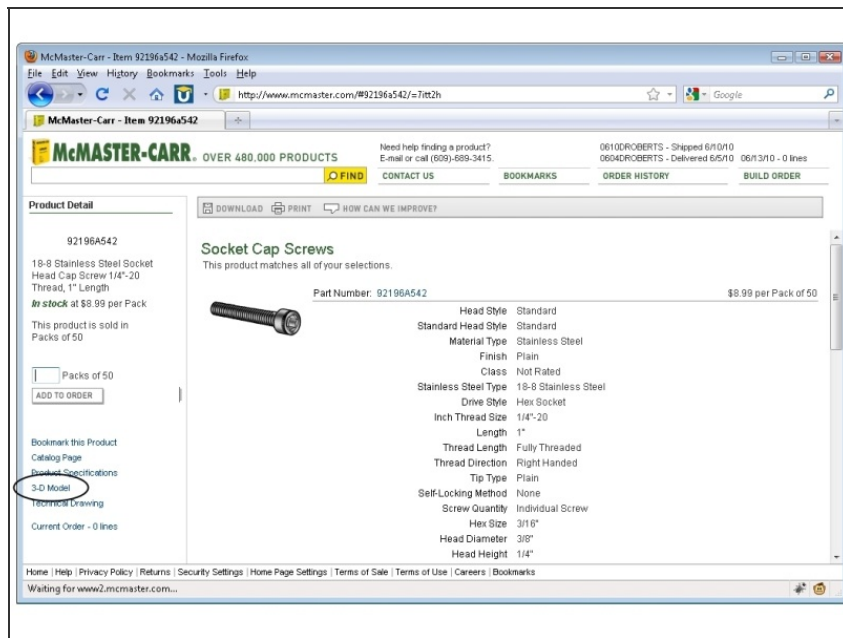 McMaster-Carr - Item 92196a542 - Mozilla Firefox
File Edit View History Bookmarks Tools Help
http://www.mcmaster.com/#92196a542/=7itt2h
Google
McMaster-Carr - Item 92196a542
McMASTER-CARR. OVER 480,000 PRODUCTS
Need help finding a product?
E-mail or call (609)-689-3415.
0610DROBERTS - Shipped 6/10/10
0604DROBERTS - Delivered 6/5/10 06/13/10 - 0 lines
FIND CONTACT US BOOKMARKS ORDER HISTORY BUILD ORDER
Product Detail
DOWNLOAD PRINT HOW CAN WE IMPROVE?
92196A542
18-8 Stainless Steel Socket
Head Cap Screw 1/4"-20
Thread, 1" Length
In stock at $8.99 per Pack
This product is sold in
Packs of 50
Packs of 50
ADD TO ORDER
Bookmark this Product
Catalog Page
Product Specifications
3-D Model
Technical Drawing
Current Order - 0 lines
Socket Cap Screws
This product matches all of your selections.
Part Number: 92196A542 $8.99 per Pack of 50
Head Style Standard
Standard Head Style Standard
Material Type Stainless Steel
Finish Plain
Class Not Rated
Stainless Steel Type 18-8 Stainless Steel
Drive Style Hex Socket
Inch Thread Size 1/4"-20
Length 1"
Thread Length Fully Threaded
Thread Direction Right Handed
Tip Type Plain
Self-Locking Method None
Screw Quantity Individual Screw
Hex Size 3/16"
Head Diameter 3/8"
Head Height 1/4"
Home | Help | Privacy Policy | Returns | Security Settings | Home Page Settings | Terms of Sale | Terms of Use | Careers | Bookmarks
Waiting for www2.mcmaster.com...